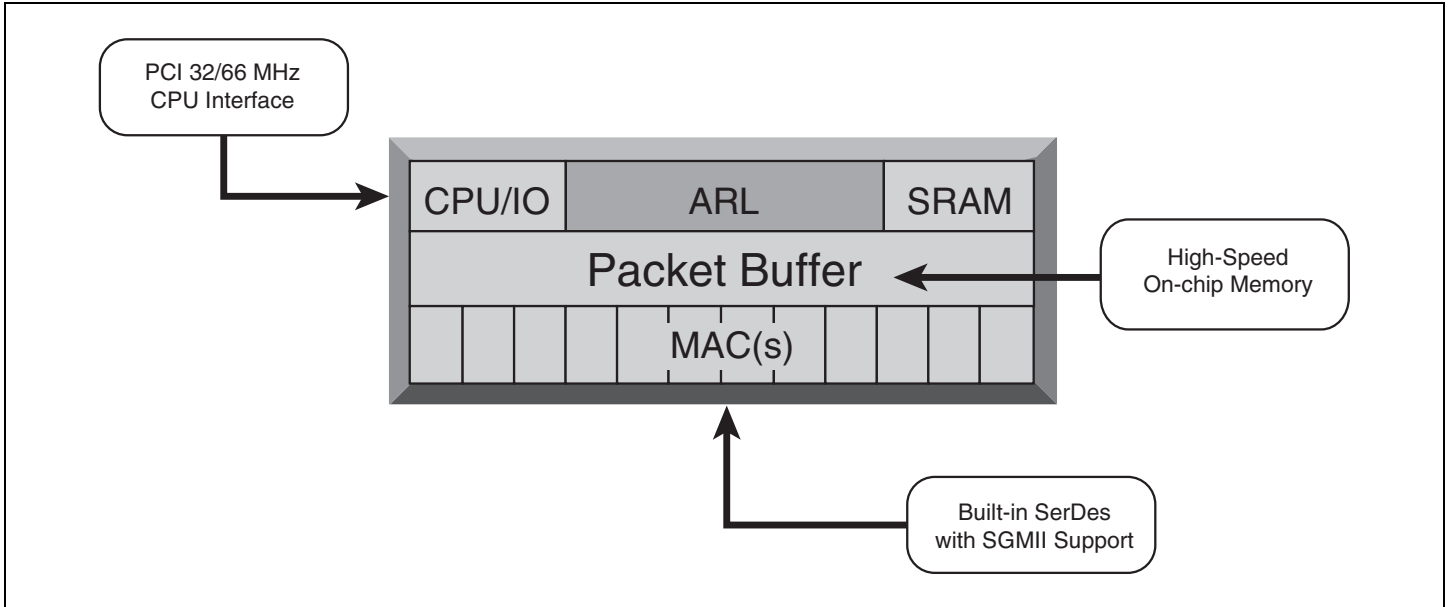 PCI 32/66 MHz
CPU Interface
CPU/IO
ARL
SRAM
Packet Buffer
High-Speed
On-chip Memory
MAC(s)
Built-in SerDes
with SGMII Support